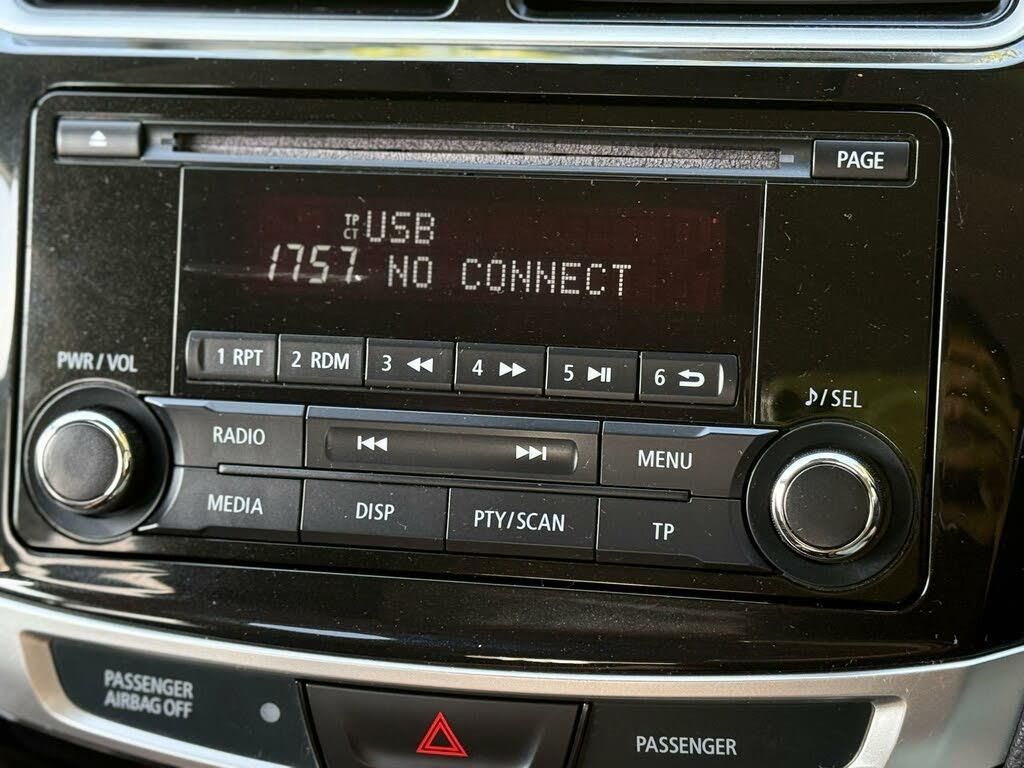 PAGE
TP
CT USB
1757 NO CONNECT
PWR / VOL
1 RPT
2 RDM
3
4
5
6
♪/SEL
RADIO
MENU
MEDIA
DISP
PTY/SCAN
TP
PASSENGER
AIRBAG OFF
PASSENGER